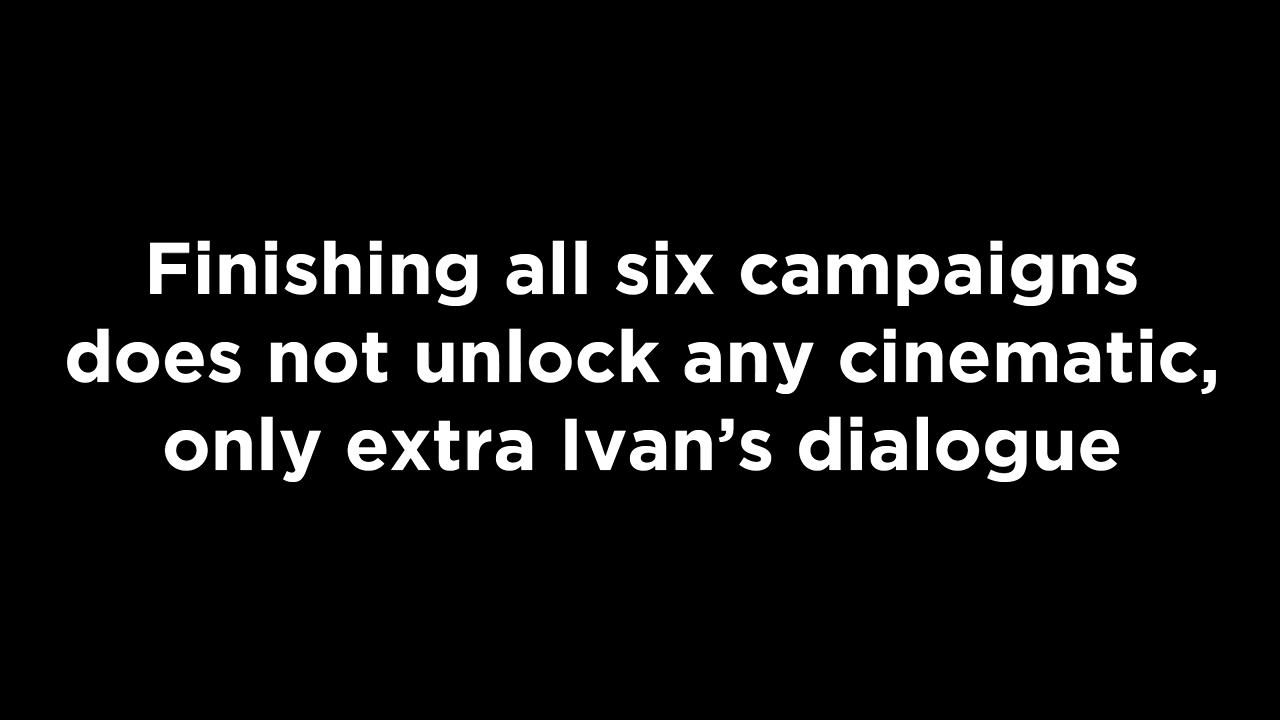 Finishing all six campaigns
does not unlock any cinematic,
only extra Ivan’s dialogue